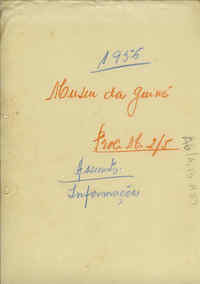 1956
Museu da Guiné
Proc. Nº 2/5
Assunto:
Informações